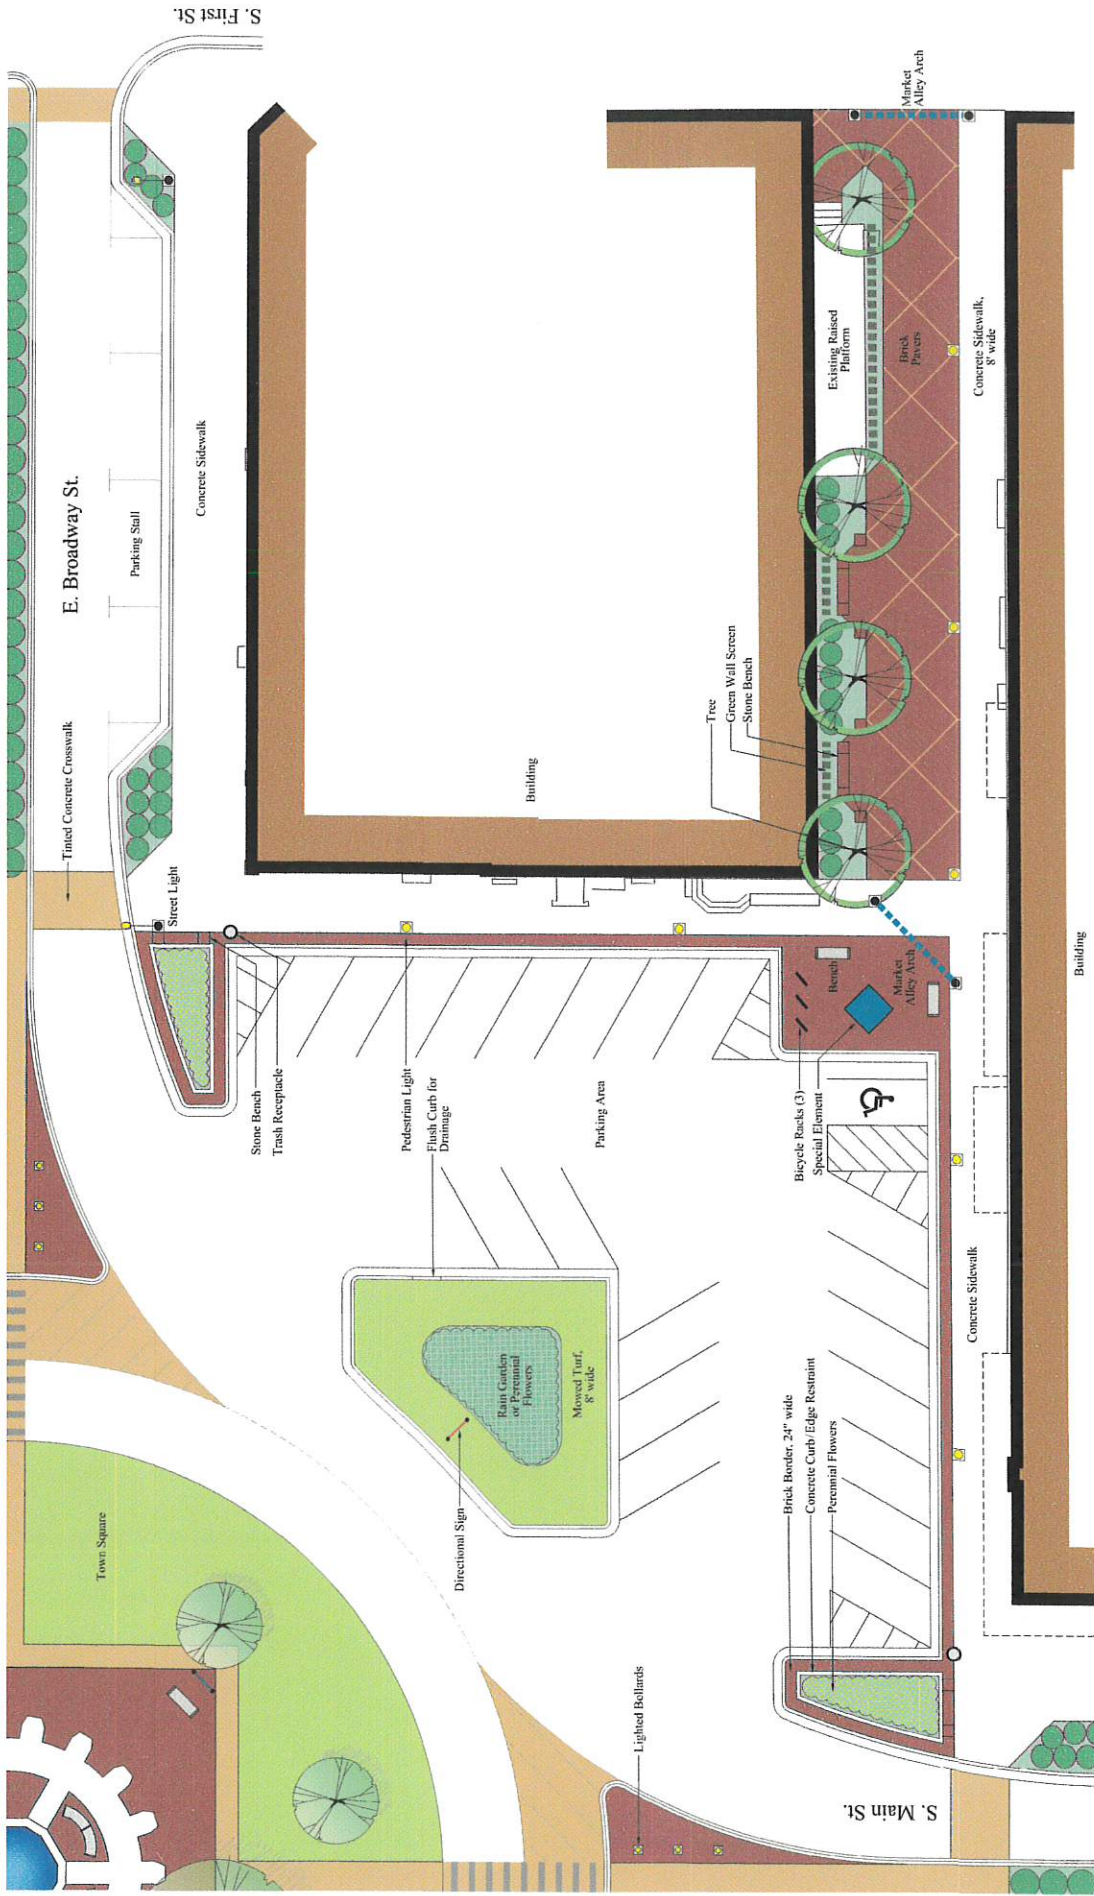 S. First St.
E. Broadway St.
Parking Stall
Concrete Sidewalk
Tinted Concrete Crosswalk
Street Light
Building
Tree
Green Wall Screen
Stone Bench
Existing Raised
Platform
Brick
Pavers
Concrete Sidewalk,
8' wide
Market
Alley Arch
Stone Bench
Trash Receptacle
Pedestrian Light
Flush Curb for
Drainage
Parking Area
Bicycle Racks (3)
Special Element
Bench
Market
Alley Arch
Building
Concrete Sidewalk
Town Square
Directional Sign
Rain Garden
or Perennial
Flowers
Mowed Turf,
8' wide
Brick Border, 24" wide
Concrete Curb/Edge Restraint
Perennial Flowers
Lighted Bollards
S. Main St.